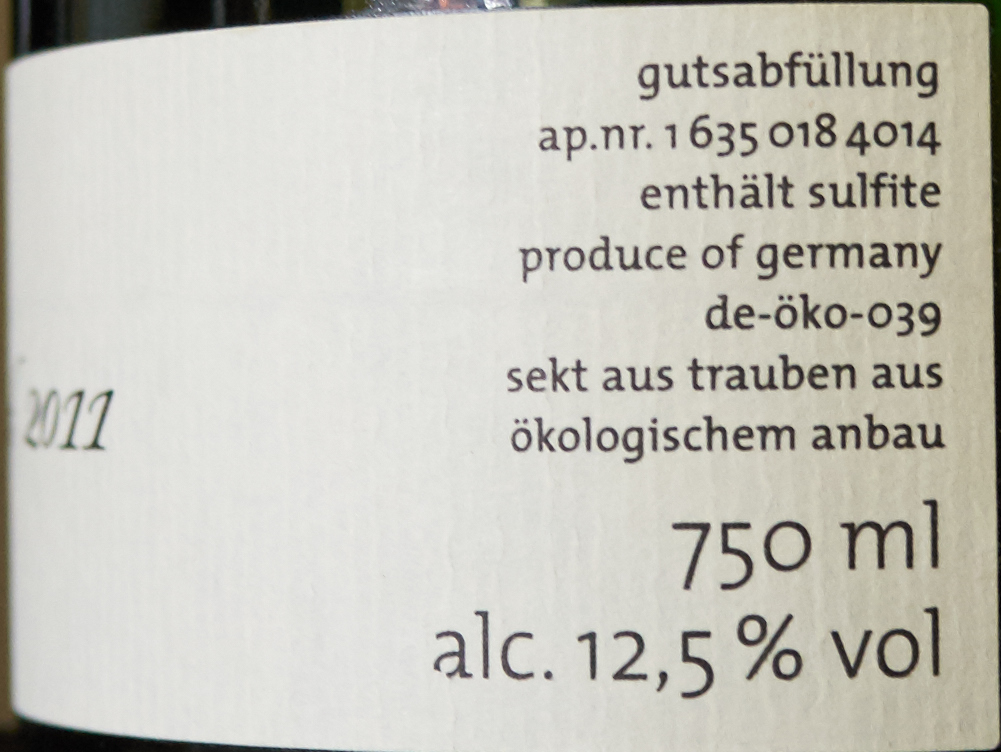 gutsabfüllung
ap.nr. 1 635 018 4014
enthält sulfite
produce of germany
de-öko-039
sekt aus trauben aus
2011
ökologischem anbau
750 ml
alc. 12,5 % vol